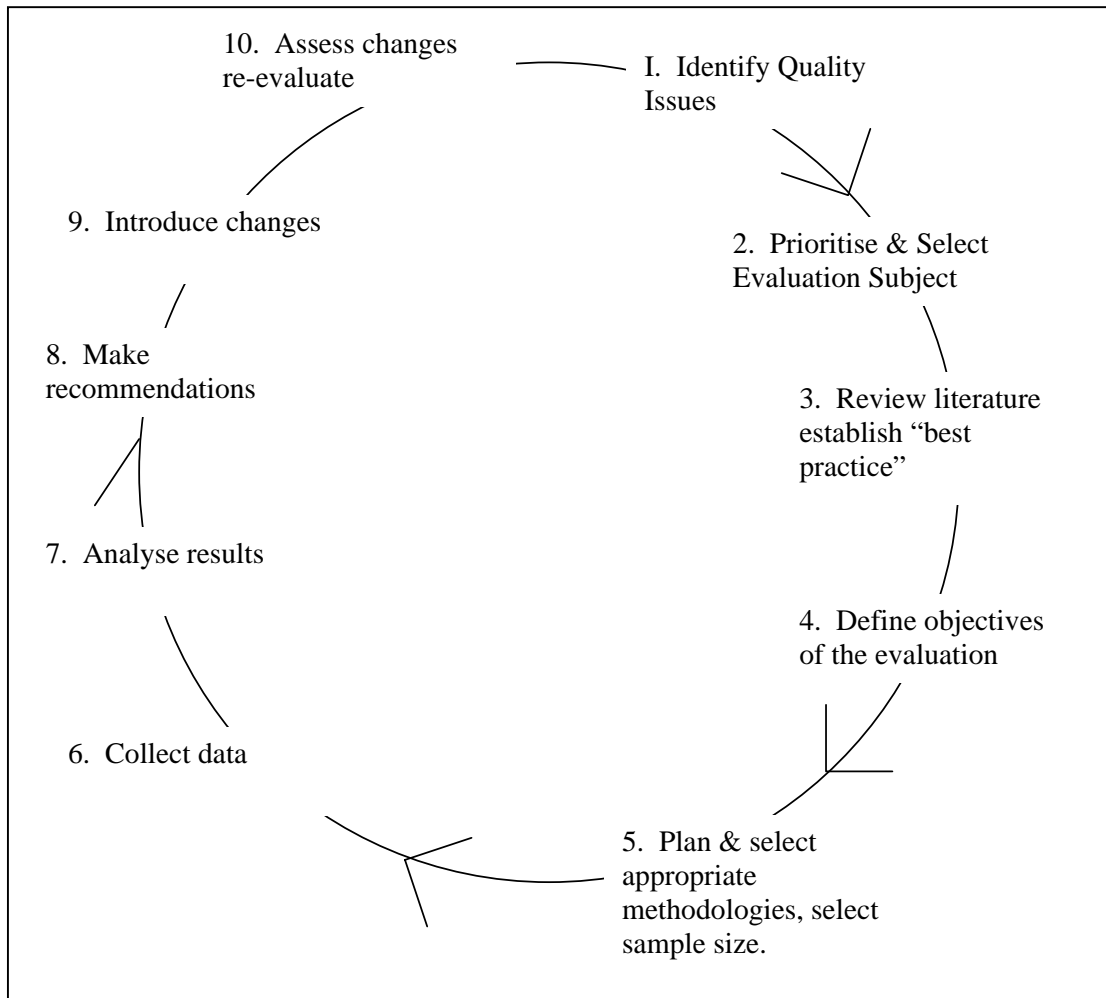 I. Identify Quality
Issues
2. Prioritise & Select
Evaluation Subject
3. Review literature
establish “best
practice”
4. Define objectives
of the evaluation
5. Plan & select
appropriate
methodologies, select
sample size.
6. Collect data
7. Analyse results
8. Make
recommendations
9. Introduce changes
10. Assess changes
re-evaluate